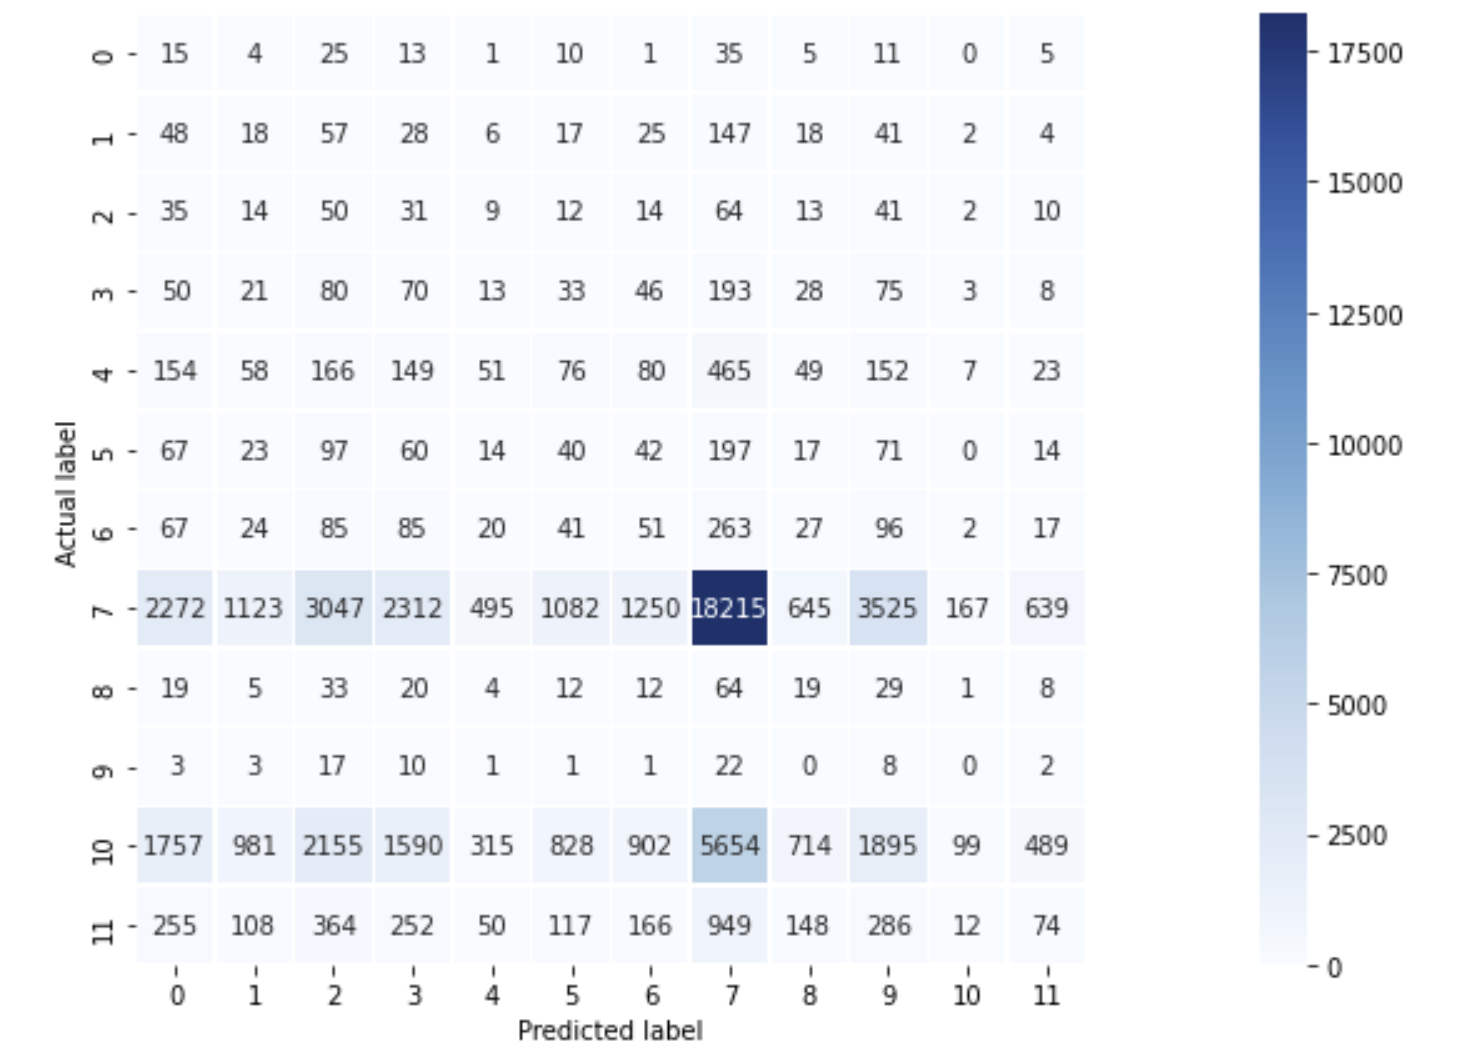 0 15 4 25 13 1 10 1 35 5 11 0 5
1 48 18 57 28 6 17 25 147 18 41 2 4
2 35 14 50 31 9 12 14 64 13 41 2 10
3 50 21 80 70 13 33 46 193 28 75 3 8
4 154 58 166 149 51 76 80 465 49 152 7 23
5 67 23 97 60 14 40 42 197 17 71 0 14
6 67 24 85 85 20 41 51 263 27 96 2 17
7 2272 1123 3047 2312 495 1082 1250 18215 645 3525 167 639
8 19 5 33 20 4 12 12 64 19 29 1 8
9 3 3 17 10 1 1 1 22 0 8 0 2
10 1757 981 2155 1590 315 828 902 5654 714 1895 99 489
11 255 108 364 252 50 117 166 949 148 286 12 74
0 1 2 3 4 5 6 7 8 9 10 11
Predicted label
Actual label
17500
15000
12500
10000
7500
5000
2500
0